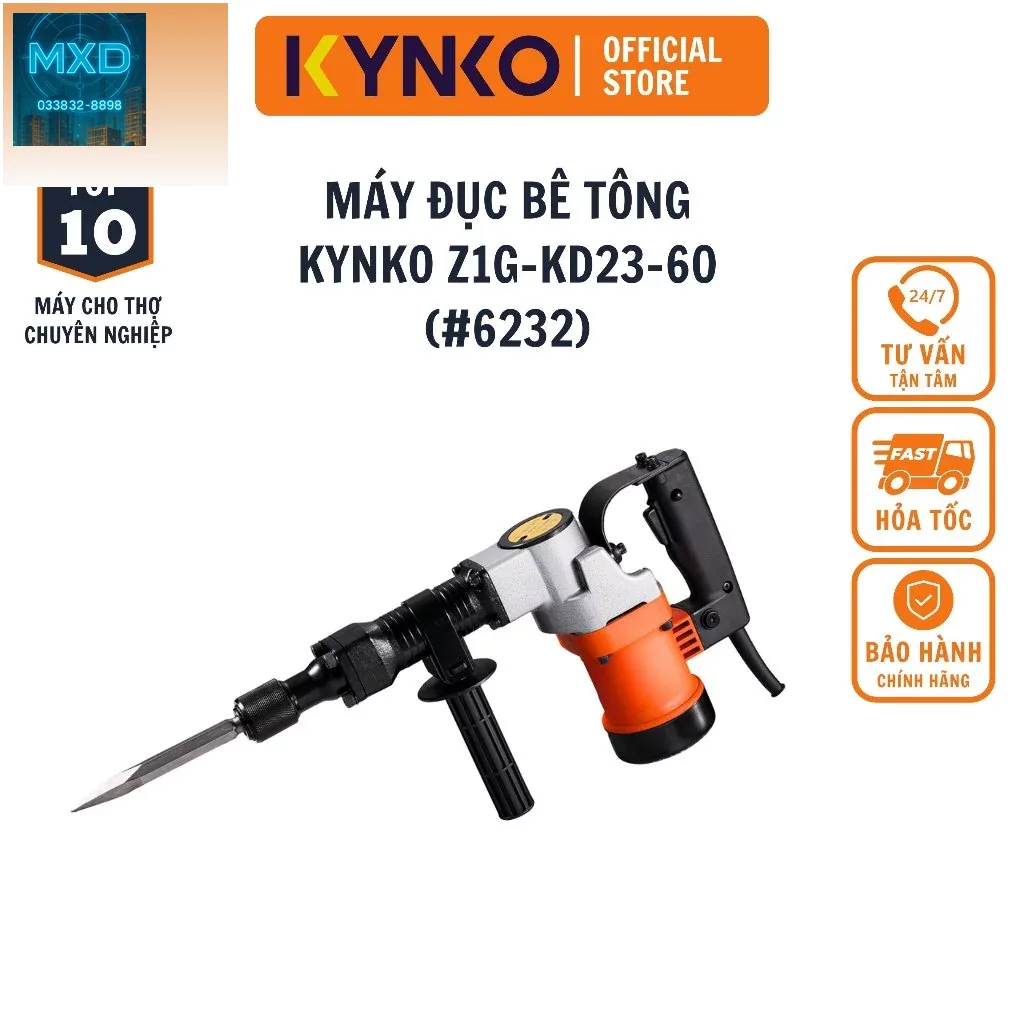 MXD
033832-8898
KYNKO
OFFICIAL
STORE
10
MÁY CHO THỢ
CHUYÊN NGHIỆP
MÁY ĐỤC BÊ TÔNG
KYNKO Z1G-KD23-60
(#6232)
24/7
TƯ VẤN
TẬN TÂM
FAST
HỎA TỐC
BẢO HÀNH
CHÍNH HÃNG